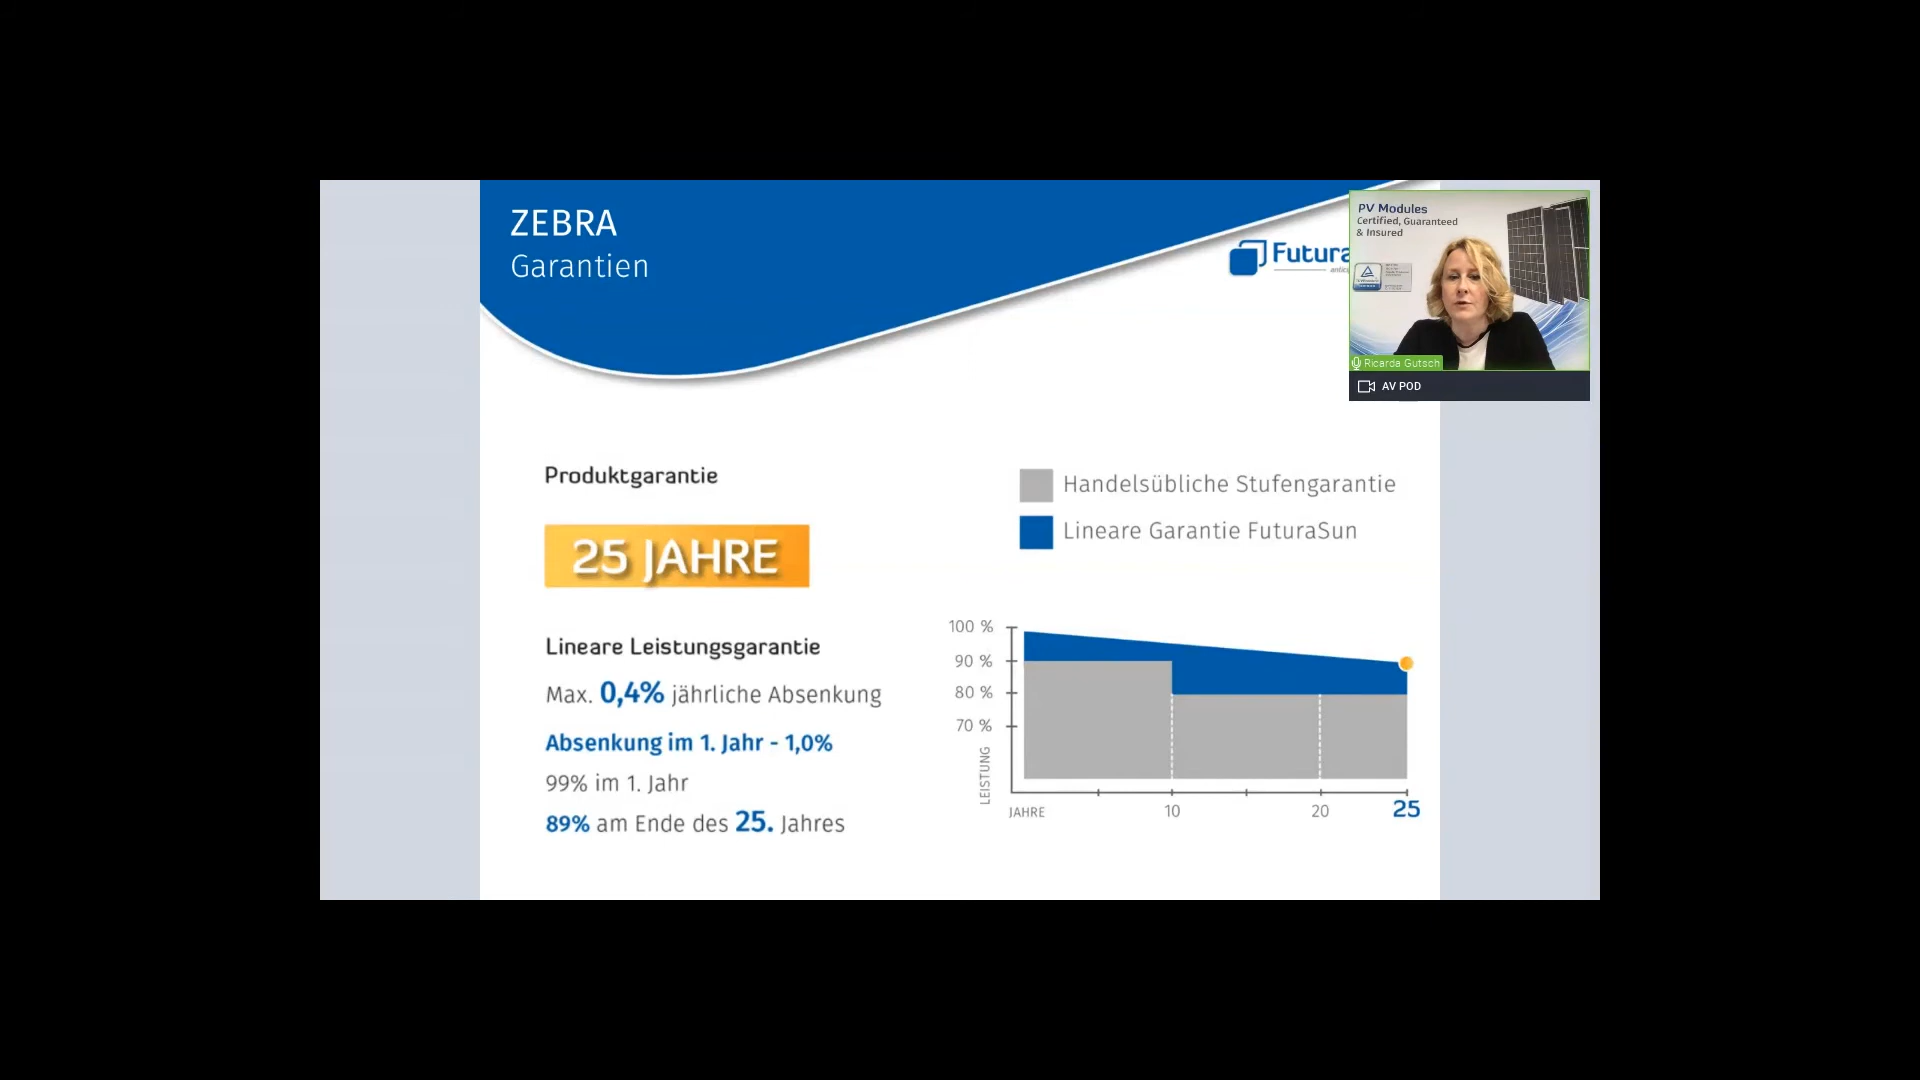 ZEBRA
Garantien
Futura
PV Modules
Certified, Guaranteed
& Insured
Ricarda Gutsch
AV POD
Produktgarantie
25 JAHRE
Lineare Leistungsgarantie
Max. 0,4% jährliche Absenkung
Absenkung im 1. Jahr - 1,0%
99% im 1. Jahr
89% am Ende des 25. Jahres
Handelsübliche Stufengarantie
Lineare Garantie FuturaSun
100 %
90 %
80 %
70 %
LEISTUNG
JAHRE
10
20
25